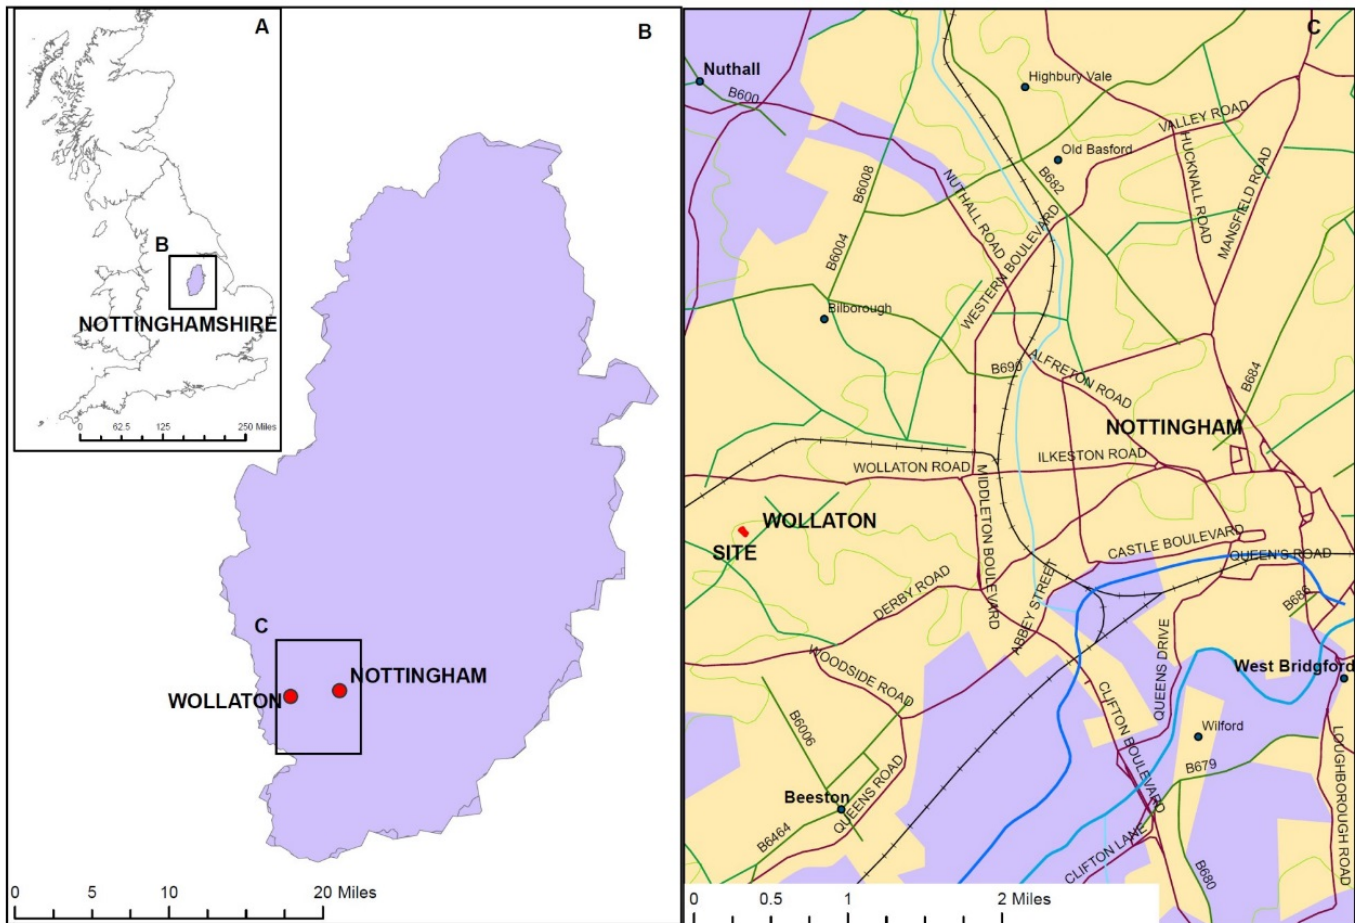 A
B
NOTTINGHAMSHIRE
0 62.5 125 250 Miles
B
C
NOTTINGHAM
WOLLATON
0 5 10 20 Miles
C
Nuthall
B600
Highbury Vale
VALLEY ROAD
Old Basford
HUCKNALL ROAD
MANSFIELD ROAD
B6008
B682
NUTHALL ROAD
B6004
WESTERN BOULEVARD
Bilborough
B690
ALFRETON ROAD
B684
NOTTINGHAM
ILKESTON ROAD
WOLLATON ROAD
MIDDLETON BOULEVARD
WOLLATON
SITE
CASTLE BOULEVARD
QUEEN'S ROAD
DERBY ROAD
ABBEY STREET
B686
WOODSIDE ROAD
QUEENS DRIVE
West Bridgford
CLIFTON BOULEVARD
Wilford
B6006
B679
LOUGHBOROUGH ROAD
Beeston
QUEENS ROAD
B6464
CLIFTON LANE
B680
0 0.5 1 2 Miles